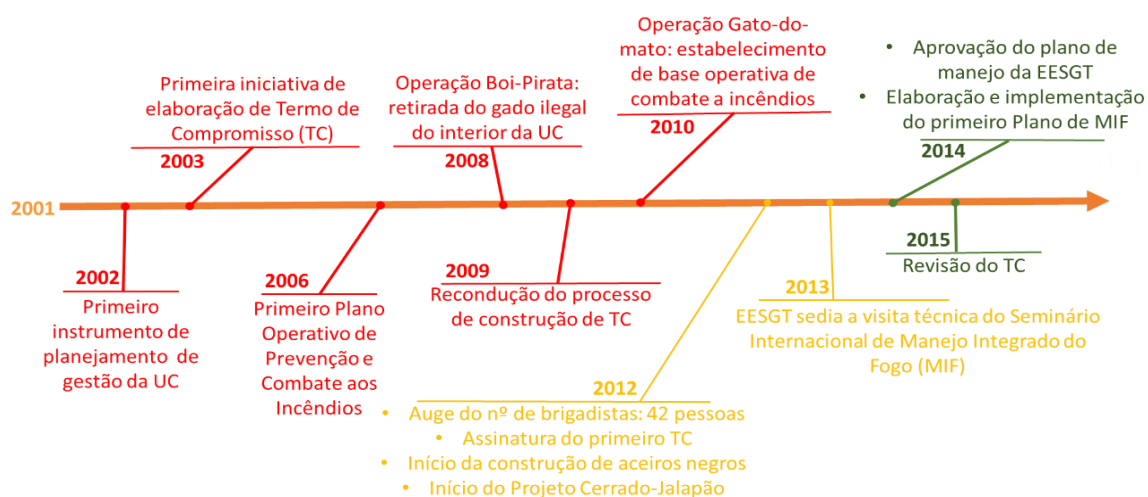 2001
2002
Primeiro
instrumento de
planejamento de
gestão da UC
Primeira iniciativa de
elaboração de Termo de
Compromisso (TC)
2003
2006
Primeiro Plano
Operativo de
Prevenção e
Combate aos
Incêndios
Operação Boi-Pirata:
retirada do gado ilegal
do interior da UC
2008
2009
Recondução do processo
de construção de TC
Operação Gato-do-
mato: estabelecimento
de base operativa de
combate a incêndios
2010
2012
• Auge do nº de brigadistas: 42 pessoas
• Assinatura do primeiro TC
• Início da construção de aceiros negros
• Início do Projeto Cerrado-Jalapão
2013
EESGT sedia a visita técnica do Seminário
Internacional de Manejo Integrado do
Fogo (MIF)
• Aprovação do plano de
manejo da EESGT
• Elaboração e implementação
do primeiro Plano de MIF
2014
2015
Revisão do TC